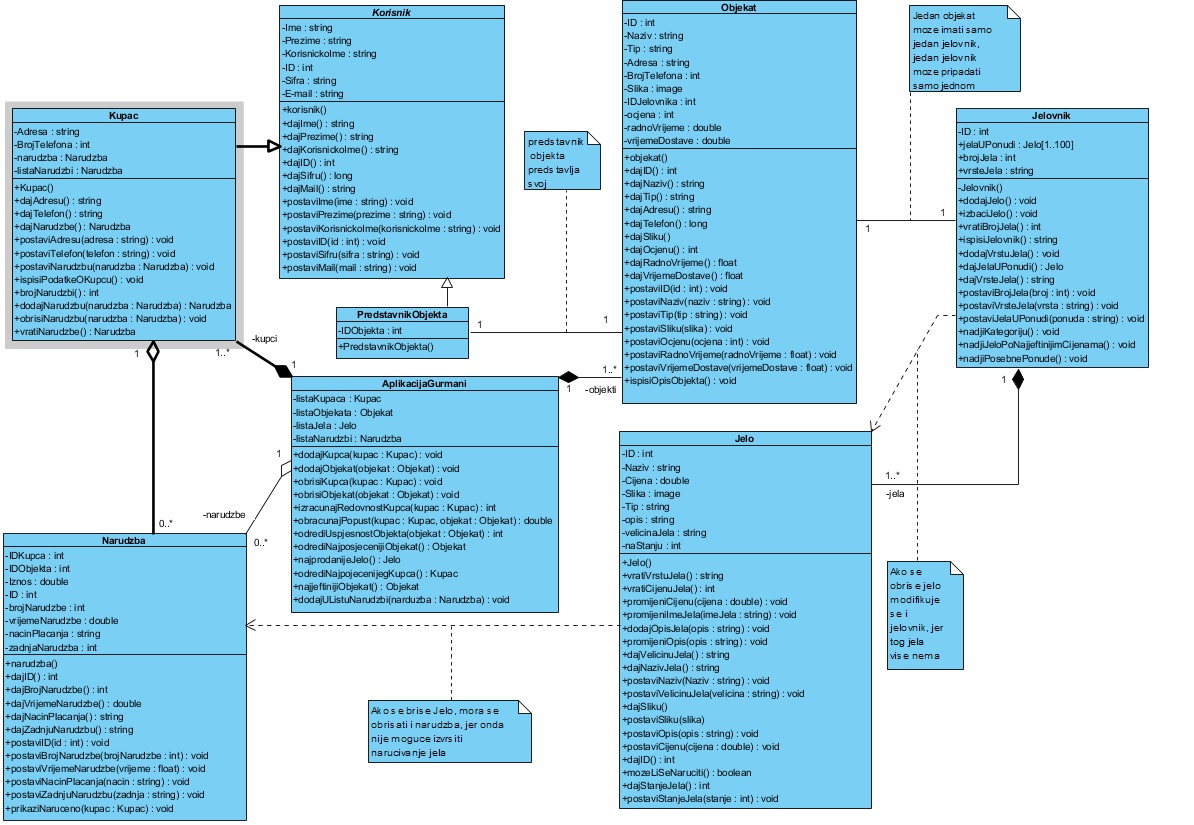 Korisnik
-Ime : string
-Prezime : string
-KorisnickoIme : string
-ID : int
-Sifra : string
-E-mail : string
+korisnik()
+dajIme() : string
+dajPrezime() : string
+dajKorisnickoIme() : string
+dajID() : int
+dajSifru() : long
+dajMail() : string
+postaviIme(ime : string) : void
+postaviPrezime(prezime : string) : void
+postaviKorisnickoIme(korisnickoIme : string) : void
+postaviID(id : int) : void
+postaviSifru(sifra : string) : void
+postaviMail(mail : string) : void
Objekat
-ID : int
-Naziv : string
-Tip : string
-Adresa : string
-BrojTelefona : int
-Slika : image
-IDJelovnika : int
-ocjena : int
-radnoVrijeme : double
-vrijemeDostave : double
+objekat()
+dajID() : int
+dajNaziv() : string
+dajTip() : string
+dajAdresu() : string
+dajTelefon() : long
+dajSliku()
+dajOcjenu() : int
+dajRadnoVrijeme() : float
+dajVrijemeDostave() : float
+postaviID(id : int) : void
+postaviNaziv(naziv : string) : void
+postaviTip(tip : string) : void
+postaviSliku(slika) : void
+postaviOcjenu(ocjena : int) : void
+postaviRadnoVrijeme(radnoVrijeme : float) : void
+postaviVrijemeDostave(vrijemeDostave : float) : void
+ispisiOpisObjekta() : void
Jedan objekat
moze imati samo
jedan jelovnik,
jedan jelovnik
moze pripadati
samo jednom
Kupac
-Adresa : string
-BrojTelefona : int
-narudzba : Narudzba
-listaNarudzbi : Narudzba
+Kupac()
+dajAdresu() : string
+dajTelefon() : string
+dajNarudzbe() : Narudzba
+postaviAdresu(adresa : string) : void
+postaviTelefon(telefon : string) : void
+postaviNarudzbu(narudzba : Narudzba) : void
+ispisiPodatkeOKupcu() : void
+brojNarudzbi() : int
+dodajNarudzbu(narudzba : Narudzba) : Narudzba
+obrisiNarudzbu(narudzba : Narudzba) : void
+vratiNarudzbe() : Narudzba
predstavnik
objekta
predstavlja
svoj
Jelovnik
-ID : int
+jelaUPonudi : Jelo[1..100]
+brojJela : int
+vrsteJela : string
-Jelovnik()
+dodajJelo() : void
+izbaciJelo() : void
+vratiBrojJela() : int
+ispisiJelovnik() : string
+dodajVrstuJela() : void
+dajJelaUPonudi() : Jelo
+dajVrsteJela() : string
+postaviBrojJela(broj : int) : void
+postaviVrsteJela(vrsta : string) : void
+postaviJelaUPonudi(ponuda : string) : void
+nadjiKategoriju() : void
+nadjiJeloPoNajjeftinijimCijenama() : void
+nadjiPosebnePonude() : void
1
1
PredstavnikObjekta
-IDObjekta : int
+PredstavnikObjekta()
1
1
1
1..*
-kupci
1
AplikacijaGurmani
-listaKupaca : Kupac
-listaObjekata : Objekat
-listaJela : Jelo
-listaNarudzbi : Narudzba
+dodajKupca(kupac : Kupac) : void
+dodajObjekat(objekat : Objekat) : void
+obrisiKupca(kupac : Kupac) : void
+obrisiObjekat(objekat : Objekat) : void
+izracunajRedovnostKupca(kupac : Kupac) : int
+obracunajPopust(kupac : Kupac, objekat : Objekat) : double
+odrediUspjesnostObjekta(objekat : Objekat) : int
+odrediNajposjecenijiObjekat() : Objekat
+najprodanijeJelo() : Jelo
+odrediNajpojecenijegKupca() : Kupac
+najjeftinijiObjekat() : Objekat
+dodajUListuNarudzbi(narduzba : Narudzba) : void
1
1..*
-objekti
1
1..*
-jela
Jelo
-ID : int
-Naziv : string
-Cijena : double
-Slika : image
-Tip : string
-opis : string
-velicinaJela : string
-naStanju : int
+Jelo()
+vratiVrstuJela() : string
+vratiCijenuJela() : int
+promijeniCijenu(cijena : double) : void
+promijeniImeJela(imeJela : string) : void
+dodajOpisJela(opis : string) : void
+promijeniOpis(opis : string) : void
+dajVelicinuJela() : string
+dajNazivJela() : string
+postaviNaziv(Naziv : string) : void
+postaviVelicinuJela(velicina : string) : void
+dajSliku()
+postaviSliku(slika)
+postaviOpis(opis : string) : void
+postaviCijenu(cijena : double) : void
+dajID() : int
+mozeLiSeNaruciti() : boolean
+dajStanjeJela() : int
+postaviStanjeJela(stanje : int) : void
1
-narudzbe
0..*
0..*
Narudzba
-IDKupca : int
-IDObjekta : int
-Iznos : double
-ID : int
-brojNarudzbe : int
-vrijemeNarudzbe : double
-nacinPlacanja : string
-zadnjaNarudzba : int
+narudzba()
+dajID() : int
+dajBrojNarudzbe() : int
+dajVrijemeNarudzbe() : double
+dajNacinPlacanja() : string
+dajZadnjuNarudzbu() : string
+postaviID(id : int) : void
+postaviBrojNarudzbe(brojNarudzbe : int) : void
+postaviVrijemeNarudzbe(vrijeme : float) : void
+postaviNacinPlacanja(nacin : string) : void
+postaviZadnjuNarudzbu(zadnja : string) : void
+prikaziNaruceno(kupac : Kupac) : void
Ako se
obrise jelo
modifikuje
se i
jelovnik, jer
tog jela
vise nema
Ako se brise Jelo, mora se
obrisati i narudzba, jer onda
nije moguce izvrsiti
narucivanje jela